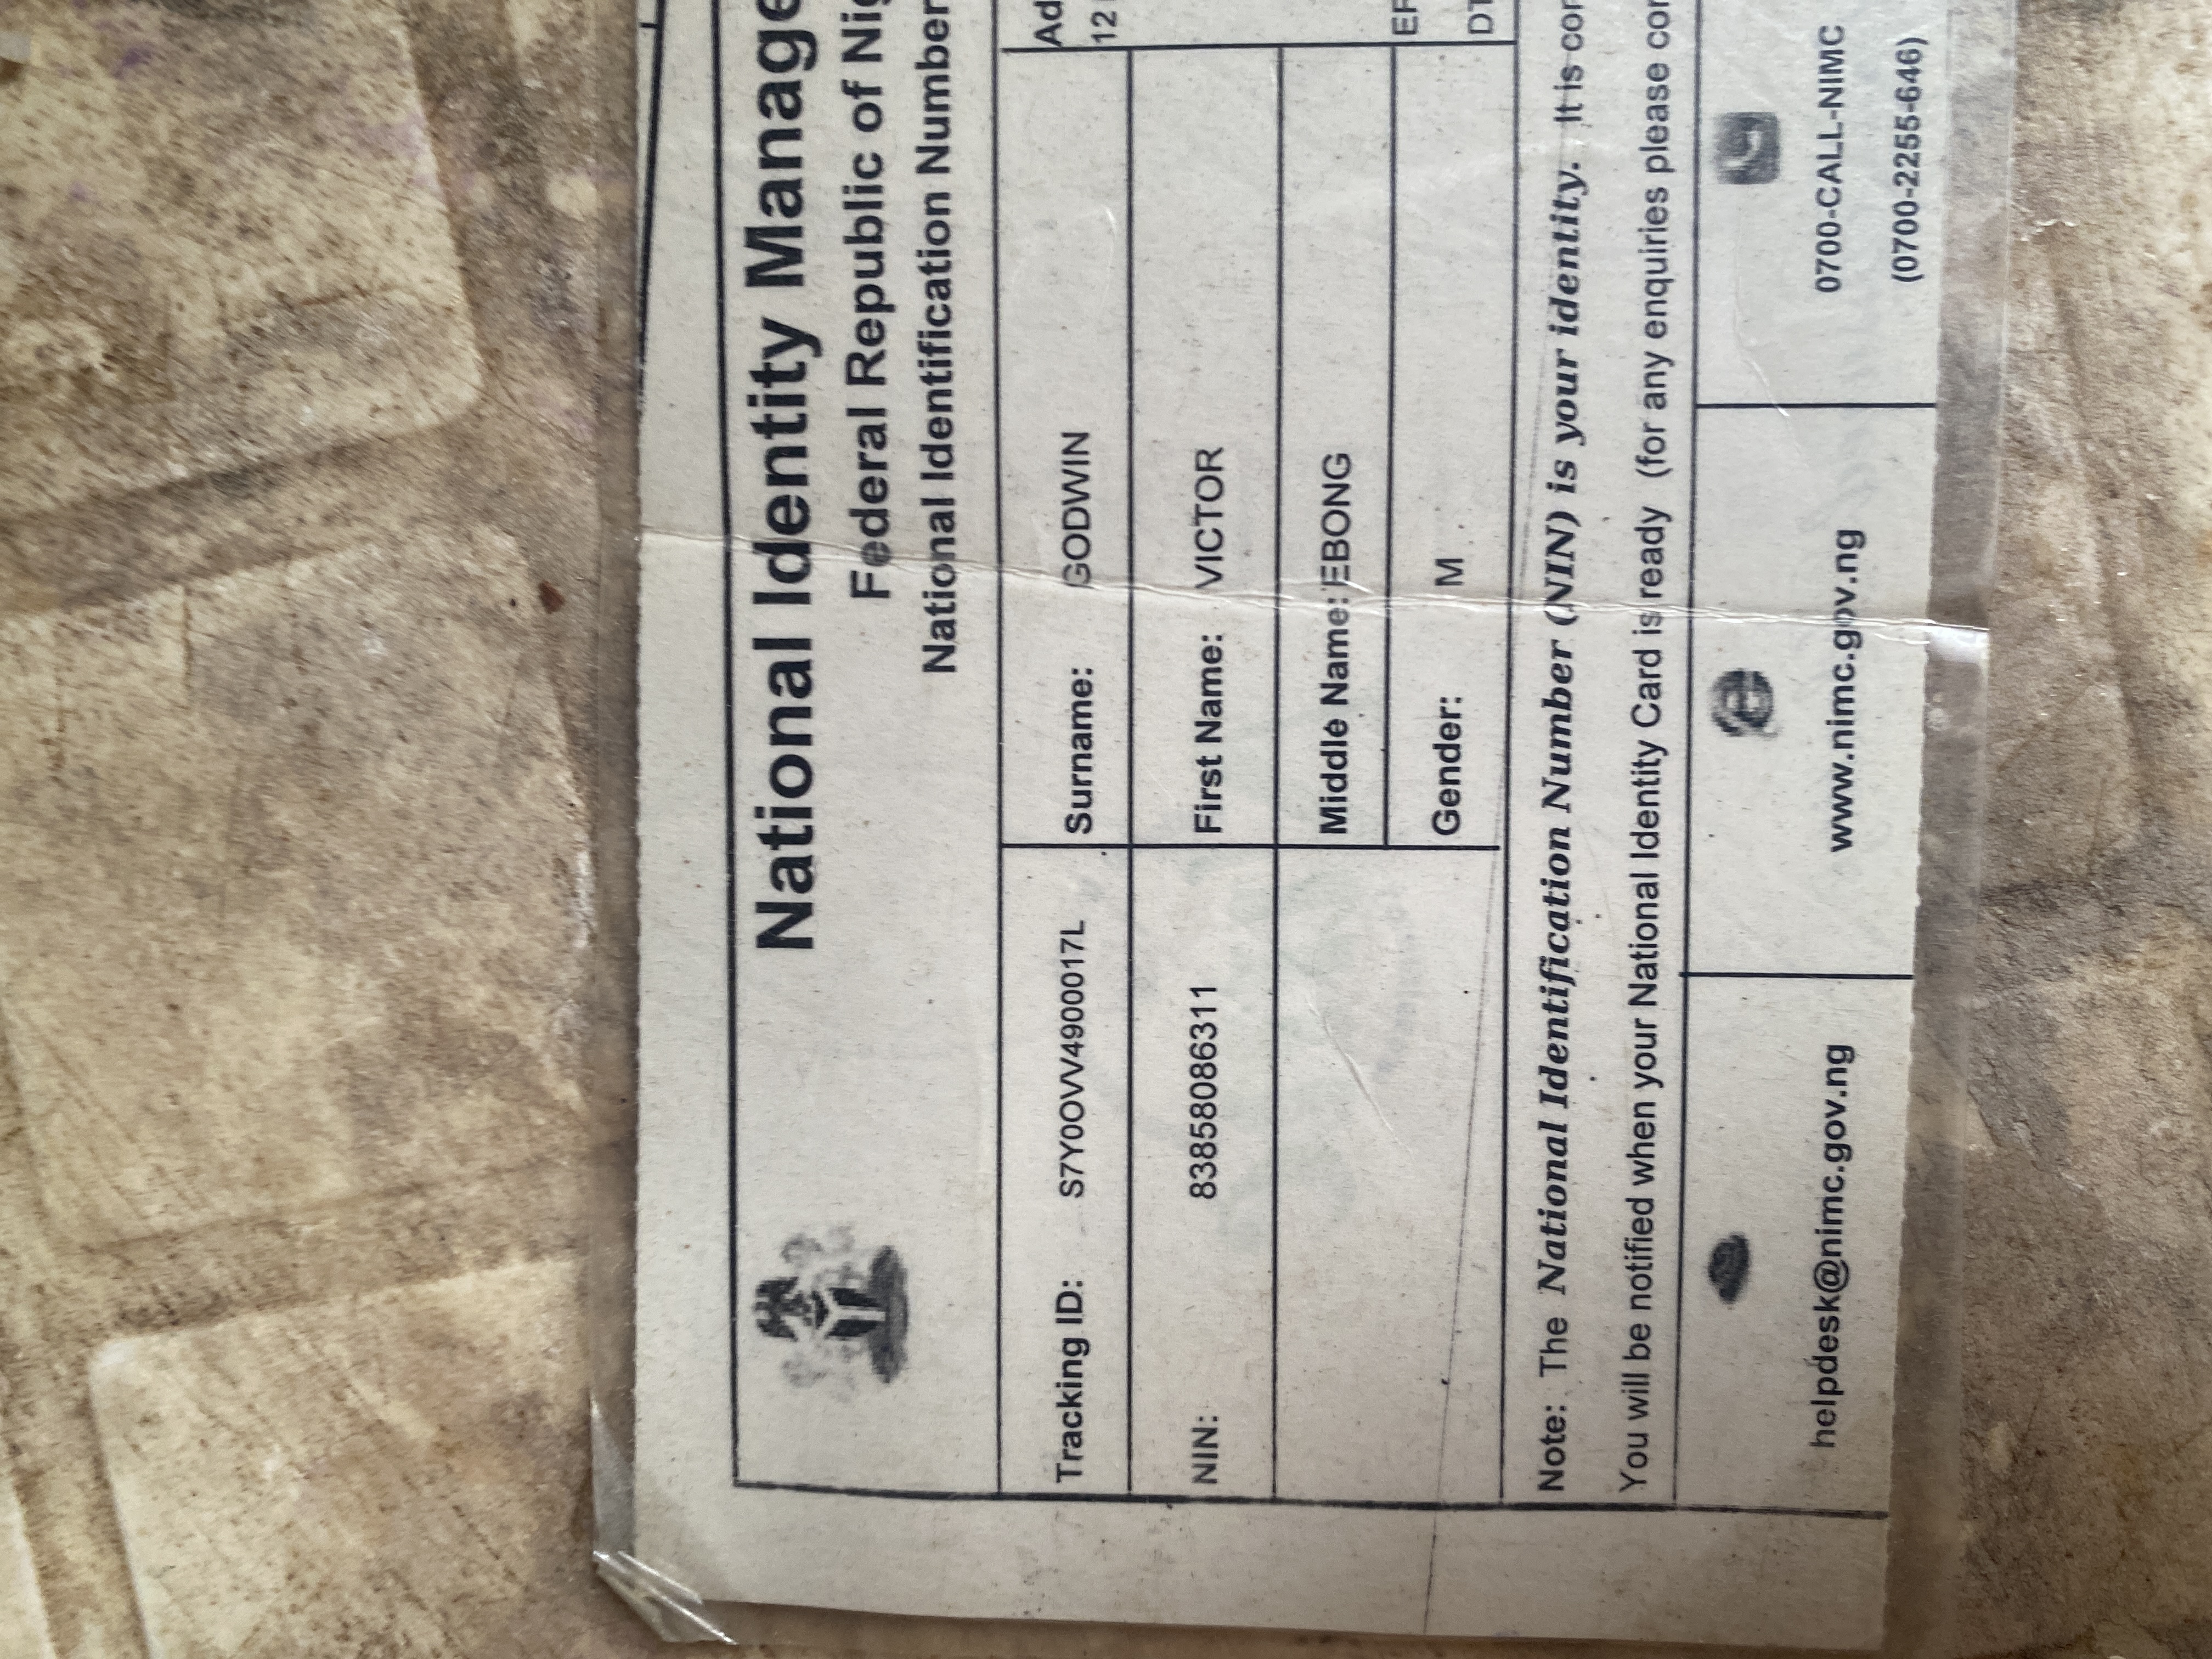 National Identity Manage
Federal Republic of Nig
National Identification Number
Tracking ID: S7Y0OVV4900017L
Surname: GODWIN
Ad
12
NIN: 83858086311
First Name: VICTOR
Middle Name: EBONG
Gender: M
DT
Note: The National Identification Number (NIN) is your identity. It is con
You will be notified when your National Identity Card is ready (for any enquiries please con
helpdesk@nimc.gov.ng
www.nimc.gov.ng
0700-CALL-NIMC
(0700-2255-646)